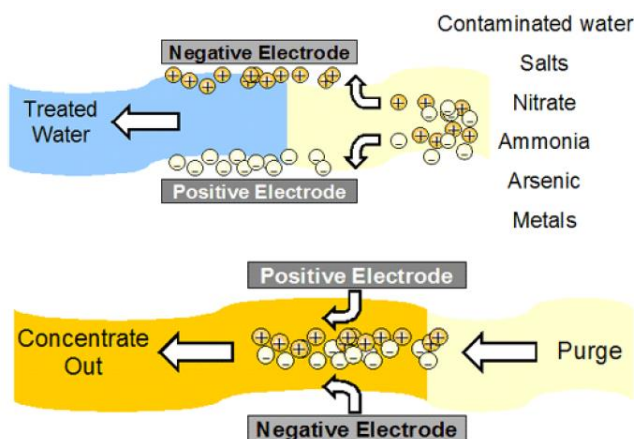 Contaminated water
Negative Electrode
Salts
Treated
Water
Nitrate
Ammonia
Positive Electrode
Arsenic
Metals
Positive Electrode
Concentrate
Out
Purge
Negative Electrode